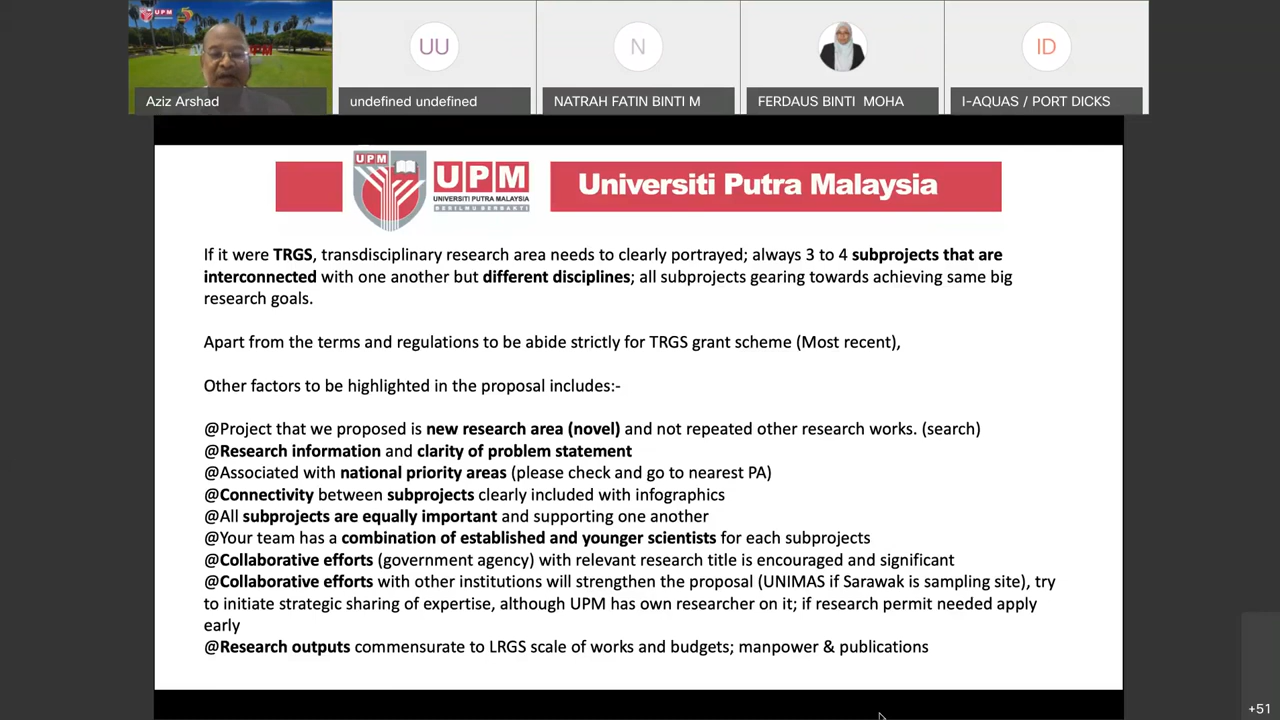 UPM
Aziz Arshad
UU
undefined undefined
N
NATRAH FATIN BINTI M
FERDAUS BINTI MOHA
ID
I-AQUAS / PORT DICKS
UPM
UPM
UNIVERSITI PUTRA MALAYSIA
BERILMU BERBAKTI
Universiti Putra Malaysia
If it were TRGS, transdisciplinary research area needs to clearly portrayed; always 3 to 4 subprojects that are
interconnected with one another but different disciplines; all subprojects gearing towards achieving same big
research goals.
Apart from the terms and regulations to be abide strictly for TRGS grant scheme (Most recent),
Other factors to be highlighted in the proposal includes:-
@Project that we proposed is new research area (novel) and not repeated other research works. (search)
@Research information and clarity of problem statement
@Associated with national priority areas (please check and go to nearest PA)
@Connectivity between subprojects clearly included with infographics
@All subprojects are equally important and supporting one another
@Your team has a combination of established and younger scientists for each subprojects
@Collaborative efforts (government agency) with relevant research title is encouraged and significant
@Collaborative efforts with other institutions will strengthen the proposal (UNIMAS if Sarawak is sampling site), try
to initiate strategic sharing of expertise, although UPM has own researcher on it; if research permit needed apply
early
@Research outputs commensurate to LRGS scale of works and budgets; manpower & publications
+51